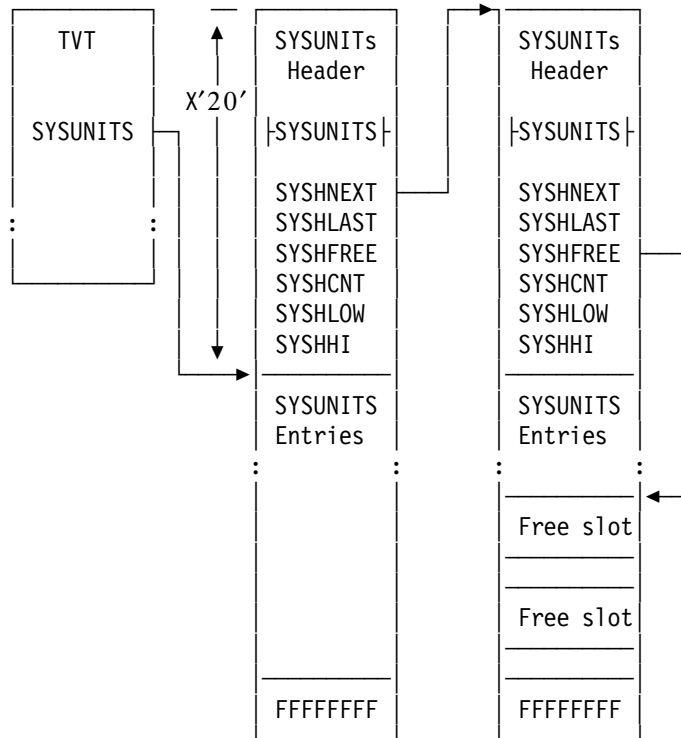 TVT
SYSUNITS
:
:
X'20'
SYSUNITs
Header
SYSUNITS
SYSHNEXT
SYSHLAST
SYSHFREE
SYSHCNT
SYSHLOW
SYSHHI
SYSUNITS
Entries
:
:
FFFFFFFF
SYSUNITs
Header
SYSUNITS
SYSHNEXT
SYSHLAST
SYSHFREE
SYSHCNT
SYSHLOW
SYSHHI
SYSUNITS
Entries
:
:
Free slot
Free slot
FFFFFFFF